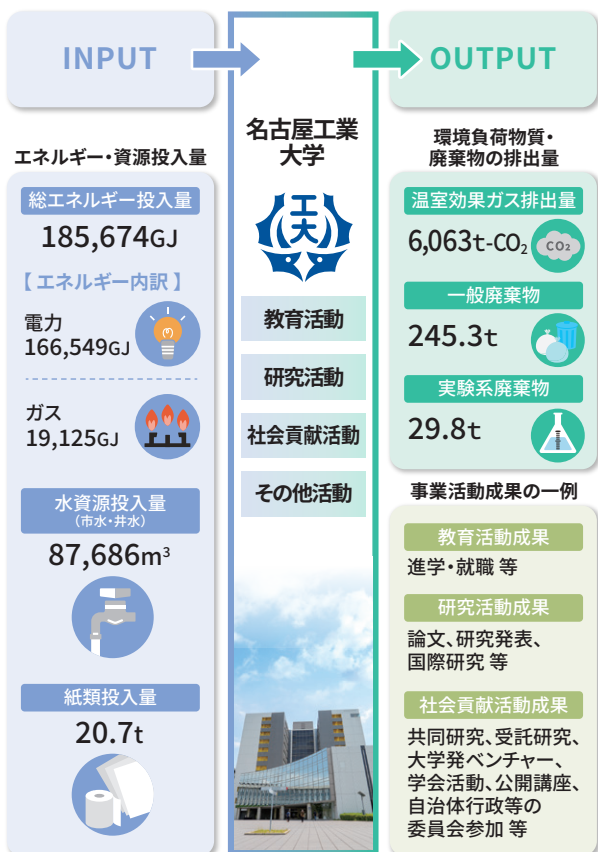 INPUT
OUTPUT
エネルギー・資源投入量
総エネルギー投入量
185,674GJ
【エネルギー内訳】
電力
166,549GJ
ガス
19,125GJ
水資源投入量
（市水・井水）
87,686m³
紙類投入量
20.7t
名古屋工業
大学
工大
教育活動
研究活動
社会貢献活動
その他活動
環境負荷物質・
廃棄物の排出量
温室効果ガス排出量
6,063t-CO₂
CO₂
一般廃棄物
245.3t
実験系廃棄物
29.8t
事業活動成果の一例
教育活動成果
進学・就職 等
研究活動成果
論文、研究発表、
国際研究 等
社会貢献活動成果
共同研究、受託研究、
大学発ベンチャー、
学会活動、公開講座、
自治体行政等の
委員会参加 等